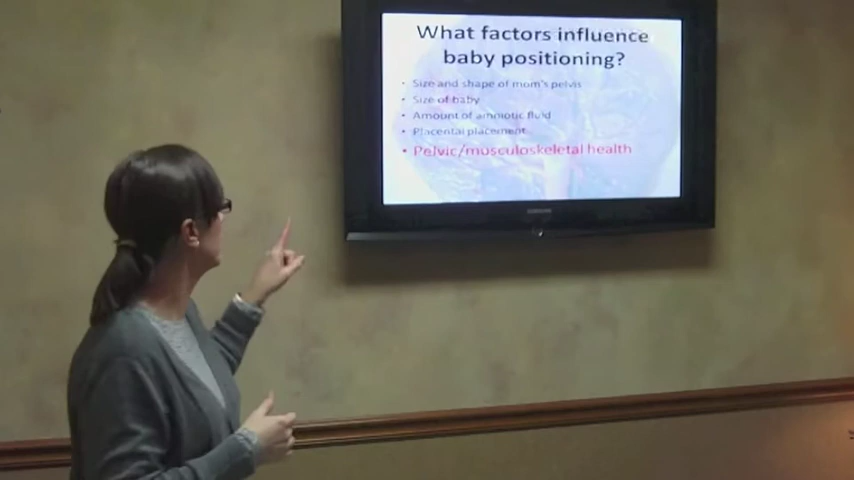 What factors influence
baby positioning?
• Size and shape of mom's pelvis
• Size of baby
• Amount of amniotic fluid
• Placental placement
• Pelvic/musculoskeletal health
SAMSUNG